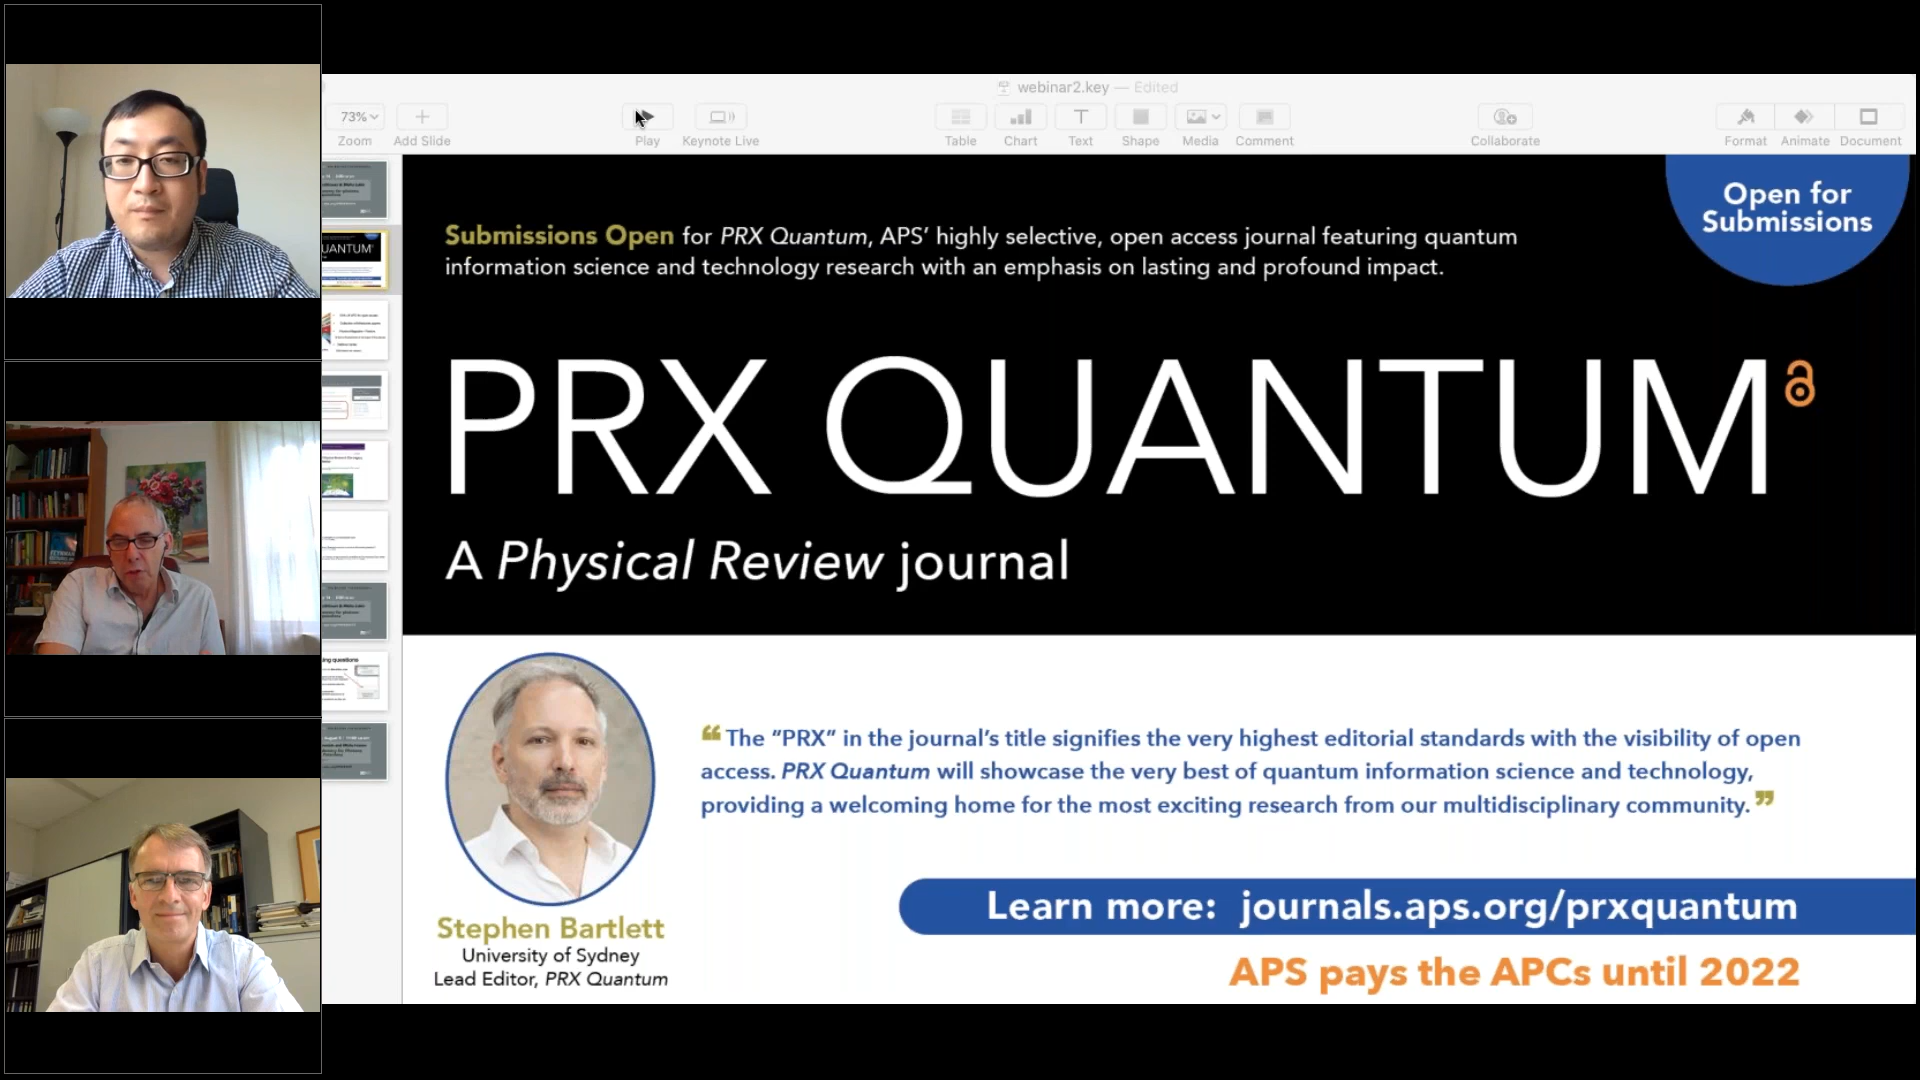 webinar2.key — Edited
73%
Zoom
Add Slide
Play
Keynote Live
Table
Chart
Text
Shape
Media
Comment
Collaborate
Format
Animate
Document
QUANTUM
ing questions
Open for
Submissions
Submissions Open for PRX Quantum, APS’ highly selective, open access journal featuring quantum
information science and technology research with an emphasis on lasting and profound impact.
PRX QUANTUM
A Physical Review journal
“ The “PRX” in the journal’s title signifies the very highest editorial standards with the visibility of open
access. PRX Quantum will showcase the very best of quantum information science and technology,
providing a welcoming home for the most exciting research from our multidisciplinary community. ”
Stephen Bartlett
University of Sydney
Lead Editor, PRX Quantum
Learn more: journals.aps.org/prxquantum
APS pays the APCs until 2022